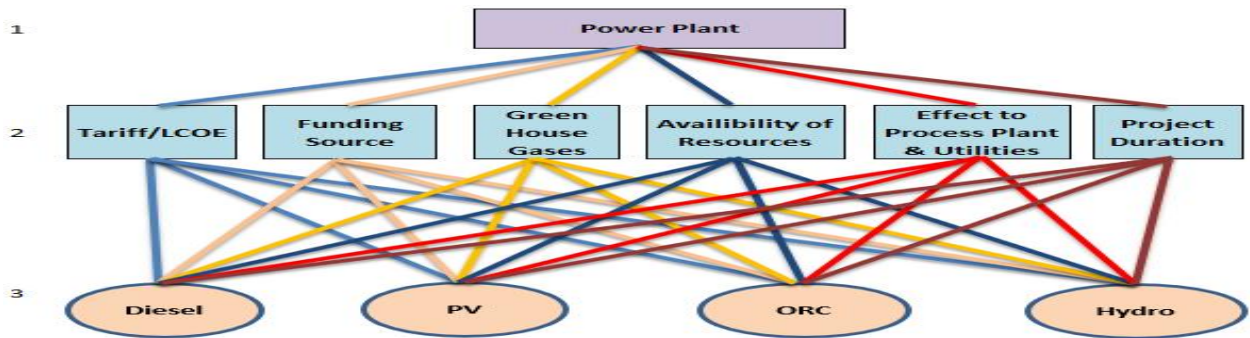 1
Power Plant
2
Tariff/LCOE
Funding
Source
Green
House
Gases
Availibility of
Resources
Effect to
Process Plant
& Utilities
Project
Duration
3
Diesel
PV
ORC
Hydro